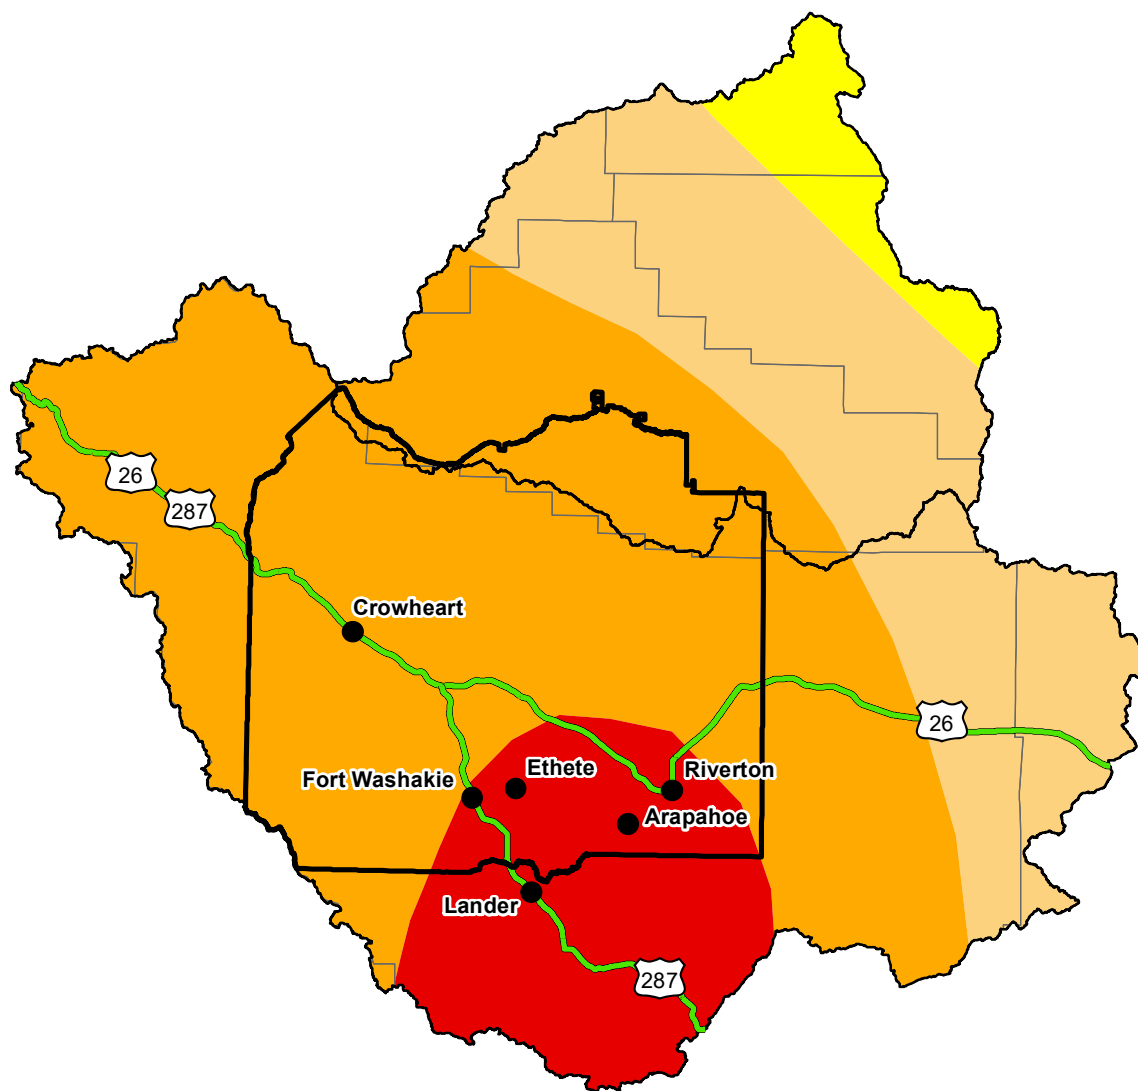 26
287
Crowheart
26
Ethete
Riverton
Fort Washakie
Arapahoe
Lander
287